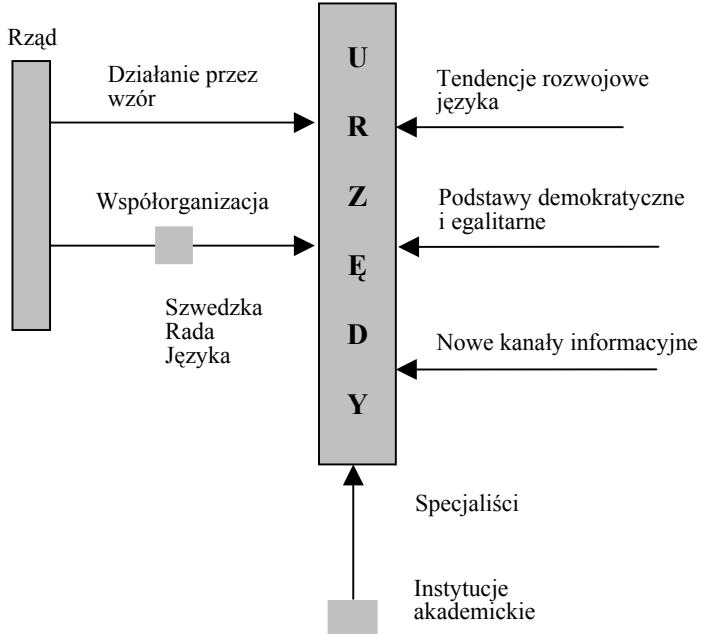 Rząd
Działanie przez
wzór
Współorganizacja
Szwedzka
Rada
Języka
U
R
Z
Ę
D
Y
Tendencje rozwojowe
języka
Podstawy demokratyczne
i egalitarne
Nowe kanały informacyjne
Specjaliści
Instytucje
akademickie